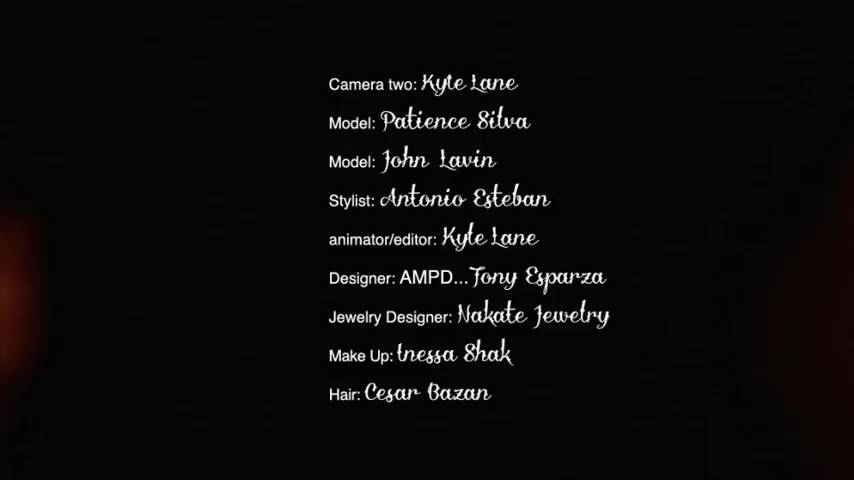 Camera two: Kyle Lane
Model: Patience Silva
Model: John Lavin
Stylist: Antonio Esteban
animator/editor: Kyle Lane
Designer: AMPD...Tony Esparza
Jewelry Designer: Nakate Jewelry
Make Up: Inessa Shak
Hair: Cesar Bazan